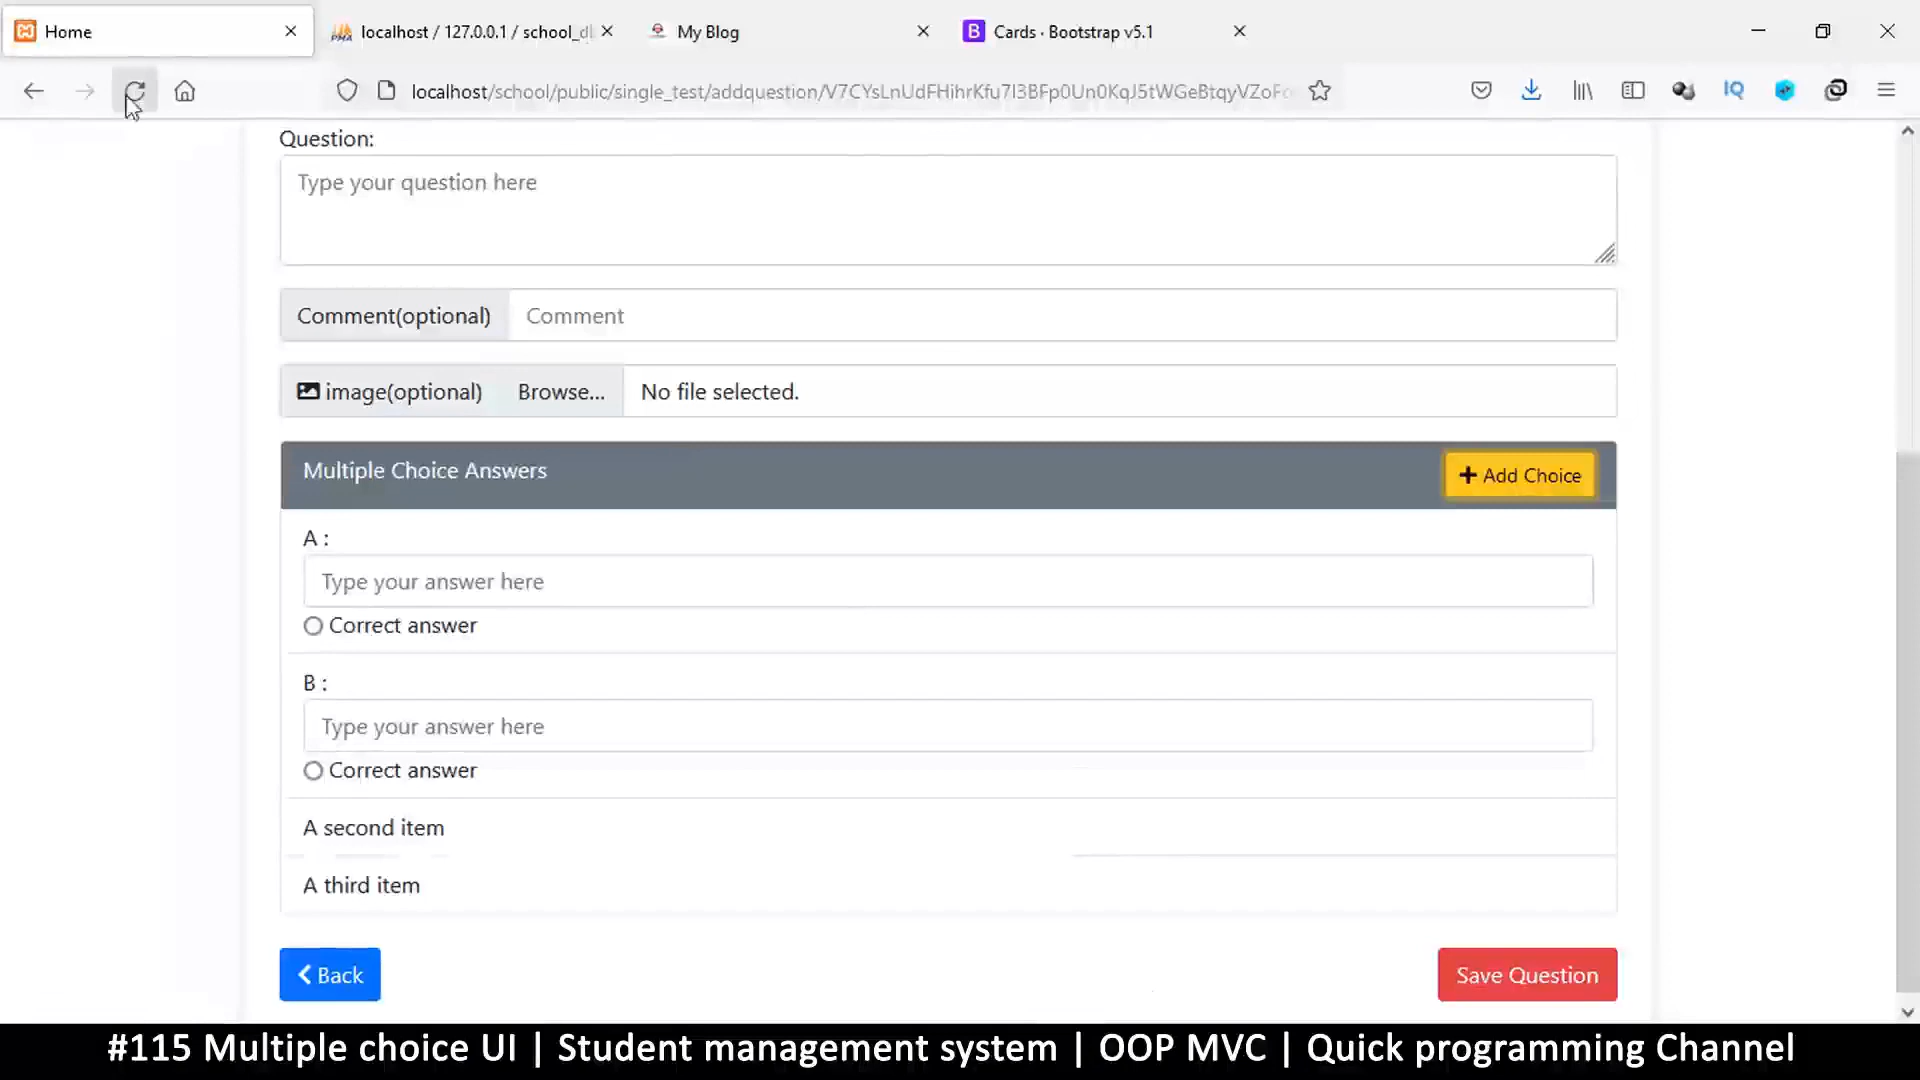 Home
localhost / 127.0.0.1 / school_d
My Blog
Cards · Bootstrap v5.1
localhost/school/public/single_test/addquestion/V7CYsLnUdFHihrKfu7I3BFp0Un0KqJ5tWGeBtqyVZoFo
IQ
Question:
Type your question here
Comment(optional) Comment
image(optional) Browse... No file selected.
Multiple Choice Answers
Add Choice
A :
Type your answer here
Correct answer
B :
Type your answer here
Correct answer
A second item
A third item
Back
Save Question
#115 Multiple choice UI | Student management system | OOP MVC | Quick programming Channel